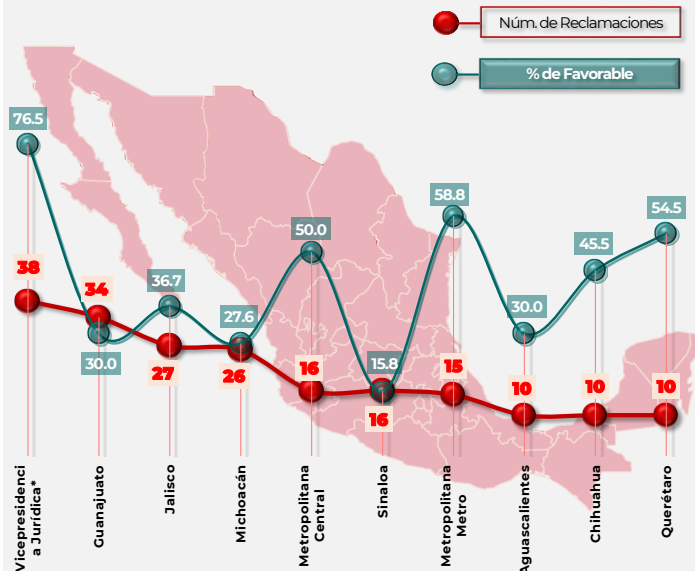 Núm. de Reclamaciones
% de Favorable
76.5
58.8
54.5
50.0
45.5
38
34
36.7
27.6
30.0
30.0
27
26
16
15.8
16
15
10
10
10
Vicepresidenci
a Jurídica*
Guanajuato
Jalisco
Michoacán
Metropolitana
Central
Sinaloa
Metropolitana
Metro
Aguascalientes
Chihuahua
Querétaro